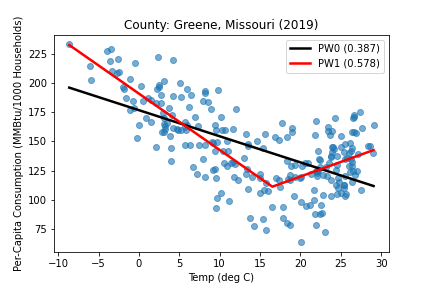 County: Greene, Missouri (2019)
PW0 (0.387)
PW1 (0.578)
Per-Capita Consumption (MMBtu/1000 Households)
225
200
175
150
125
100
75
−10 −5 0 5 10 15 20 25 30
Temp (deg C)